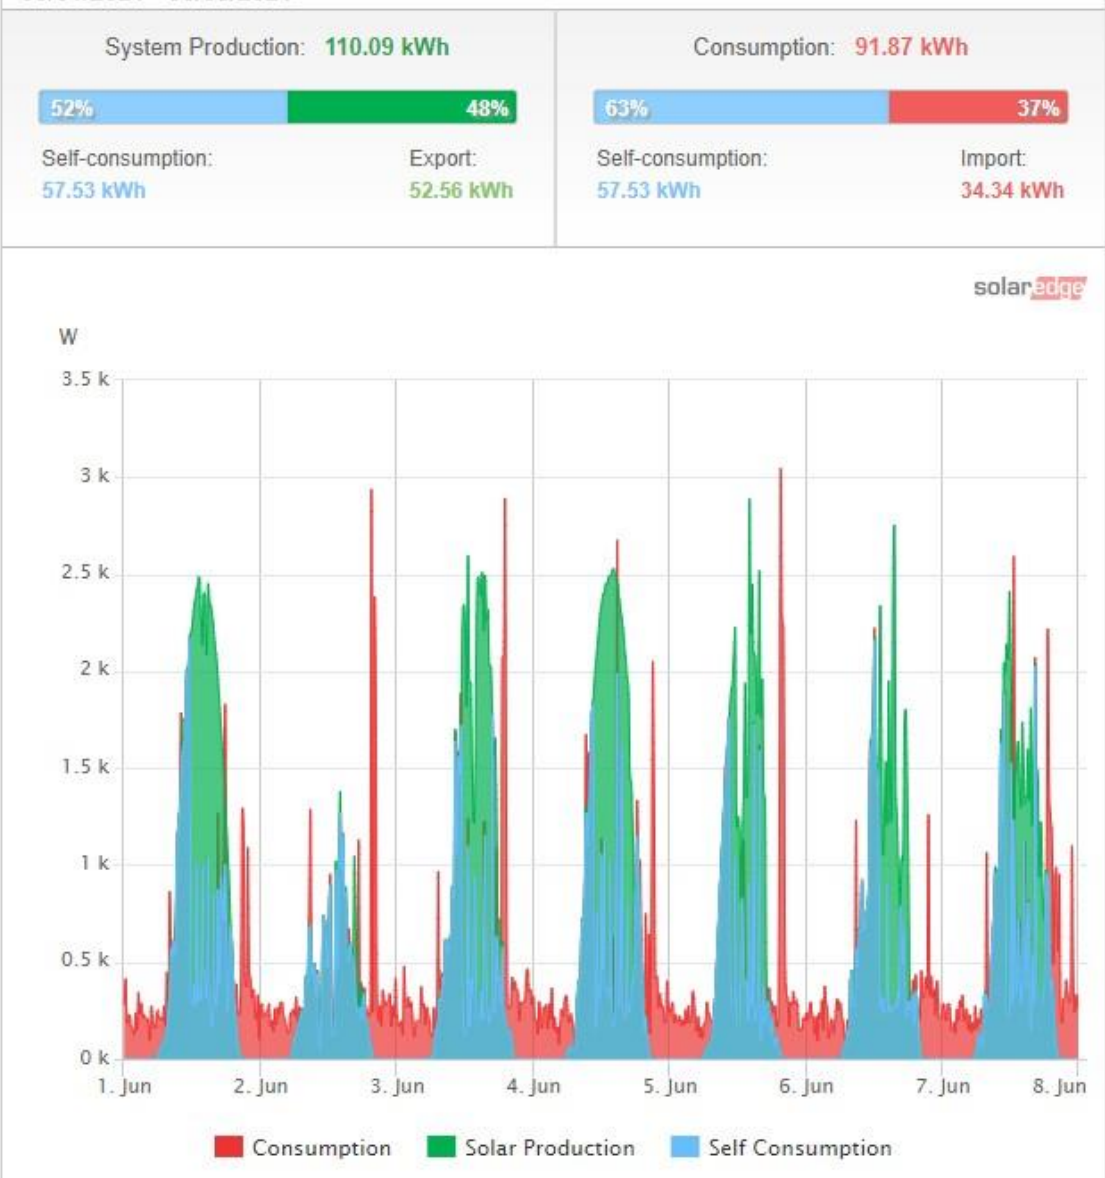 System Production: 110.09 kWh
52% 48%
Self-consumption: Export:
57.53 kWh 52.56 kWh
Consumption: 91.87 kWh
63% 37%
Self-consumption: Import:
57.53 kWh 34.34 kWh
solaredge
W
3.5 k
3 k
2.5 k
2 k
1.5 k
1 k
0.5 k
0 k
1. Jun 2. Jun 3. Jun 4. Jun 5. Jun 6. Jun 7. Jun 8. Jun
Consumption Solar Production Self Consumption